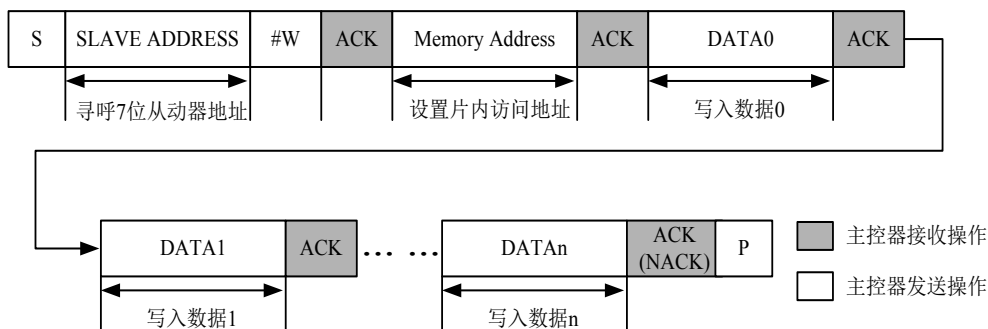 S SLAVE ADDRESS #W ACK Memory Address ACK DATA0 ACK
寻呼7位从动器地址 设置片内访问地址 写入数据0
DATA1 ACK ... ... DATAn ACK (NACK) P
写入数据1 写入数据n
主控器接收操作
主控器发送操作